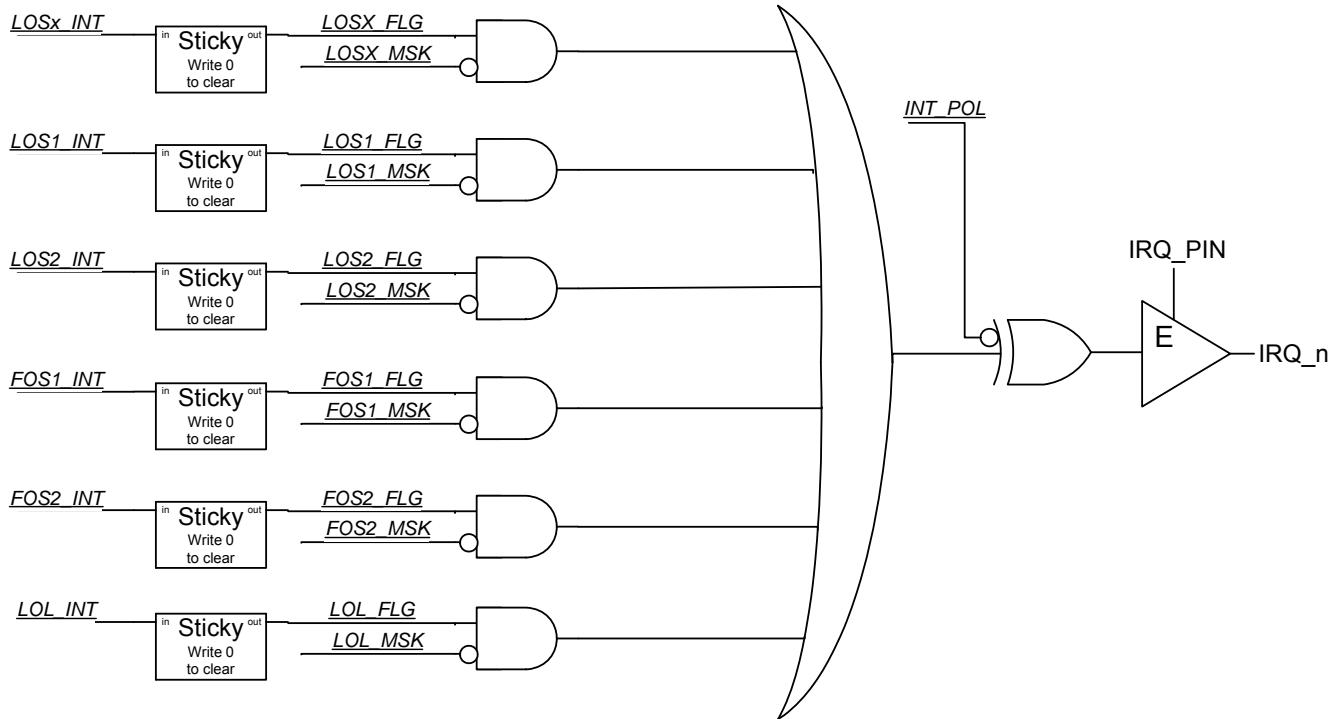 LOSx_INT
in Sticky out
Write 0
to clear
LOSX_FLG
LOSX_MSK
LOS1_INT
in Sticky out
Write 0
to clear
LOS1_FLG
LOS1_MSK
LOS2_INT
in Sticky out
Write 0
to clear
LOS2_FLG
LOS2_MSK
FOS1_INT
in Sticky out
Write 0
to clear
FOS1_FLG
FOS1_MSK
FOS2_INT
in Sticky out
Write 0
to clear
FOS2_FLG
FOS2_MSK
LOL_INT
in Sticky out
Write 0
to clear
LOL_FLG
LOL_MSK
INT_POL
IRQ_PIN
E
IRQ_n